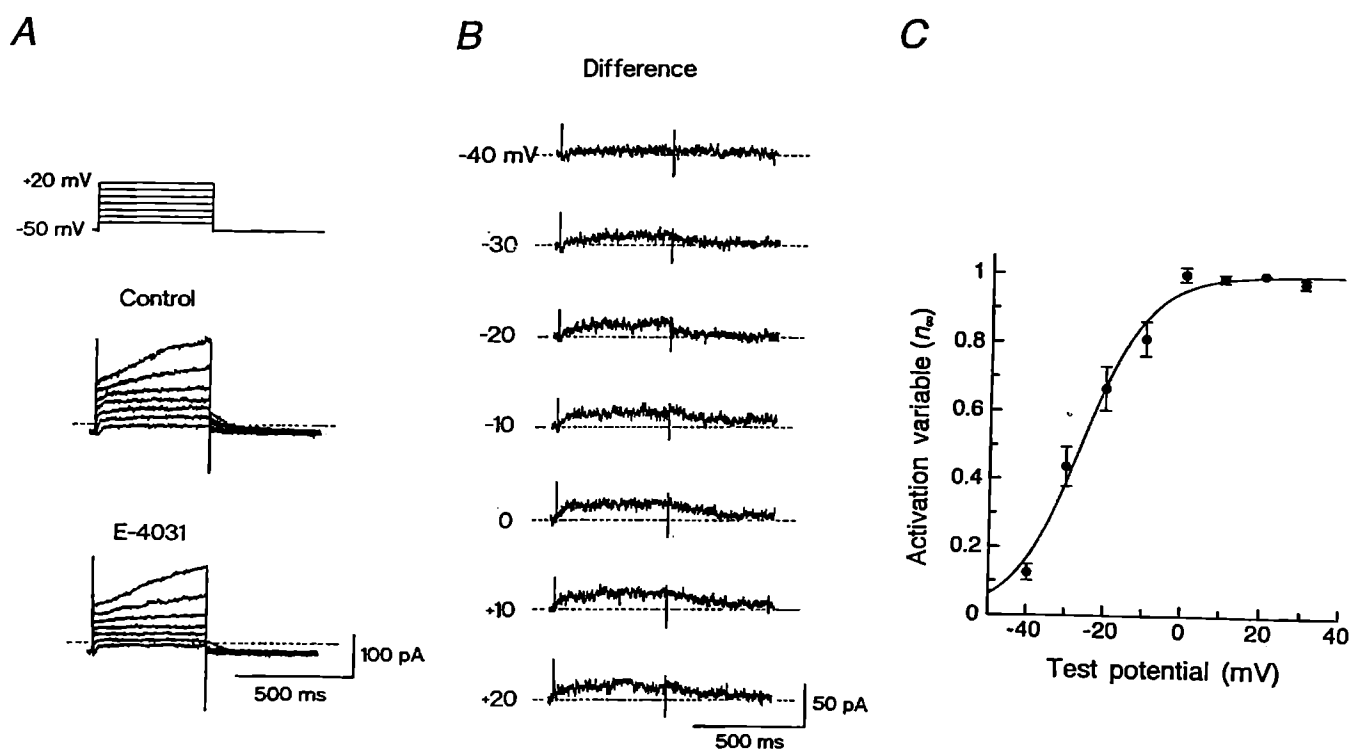 A
+20 mV
-50 mV
Control
E-4031
100 pA
500 ms
B
Difference
-40 mV
-30
-20
-10
0
+10
+20
50 pA
500 ms
C
Activation variable (n∞)
1
0.8
0.6
0.4
0.2
0
-40 -20 0 20 40
Test potential (mV)